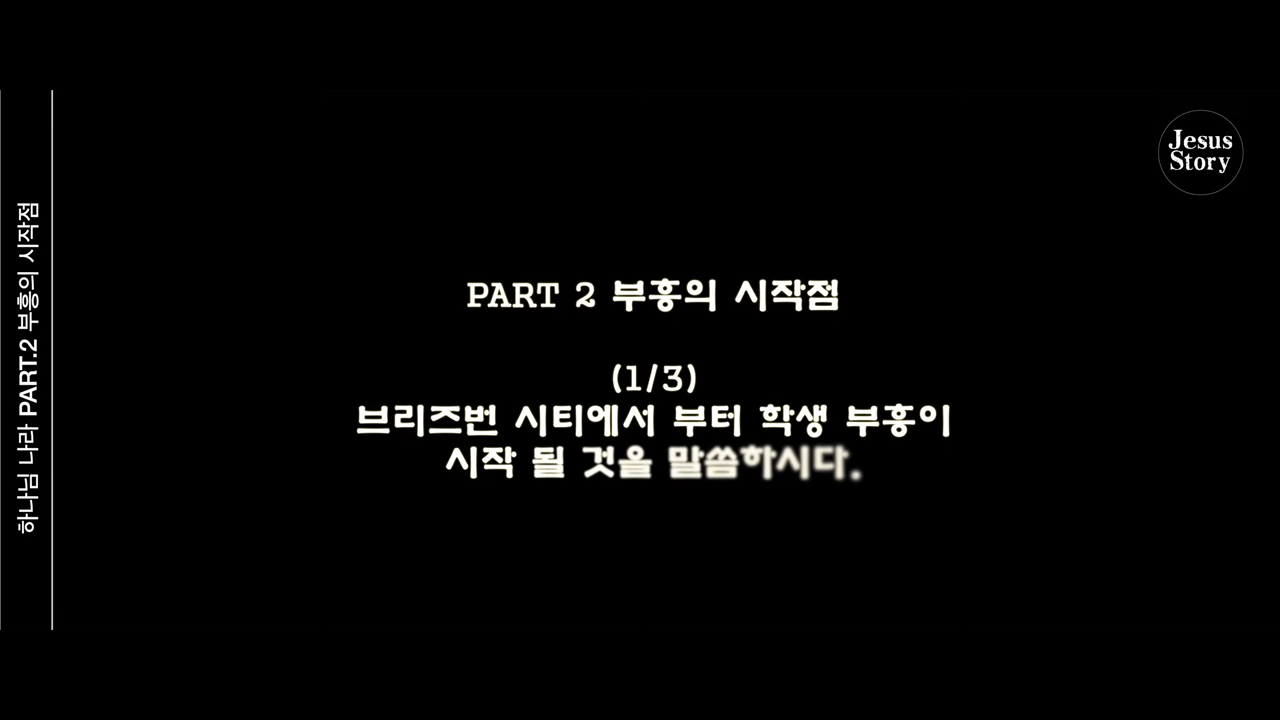 하나님 나라 PART.2 부흥의 시작점
Jesus
Story
PART 2 부흥의 시작점
(1/3)
브리즈번 시티에서 부터 학생 부흥이
시작 될 것을 말씀하시다.